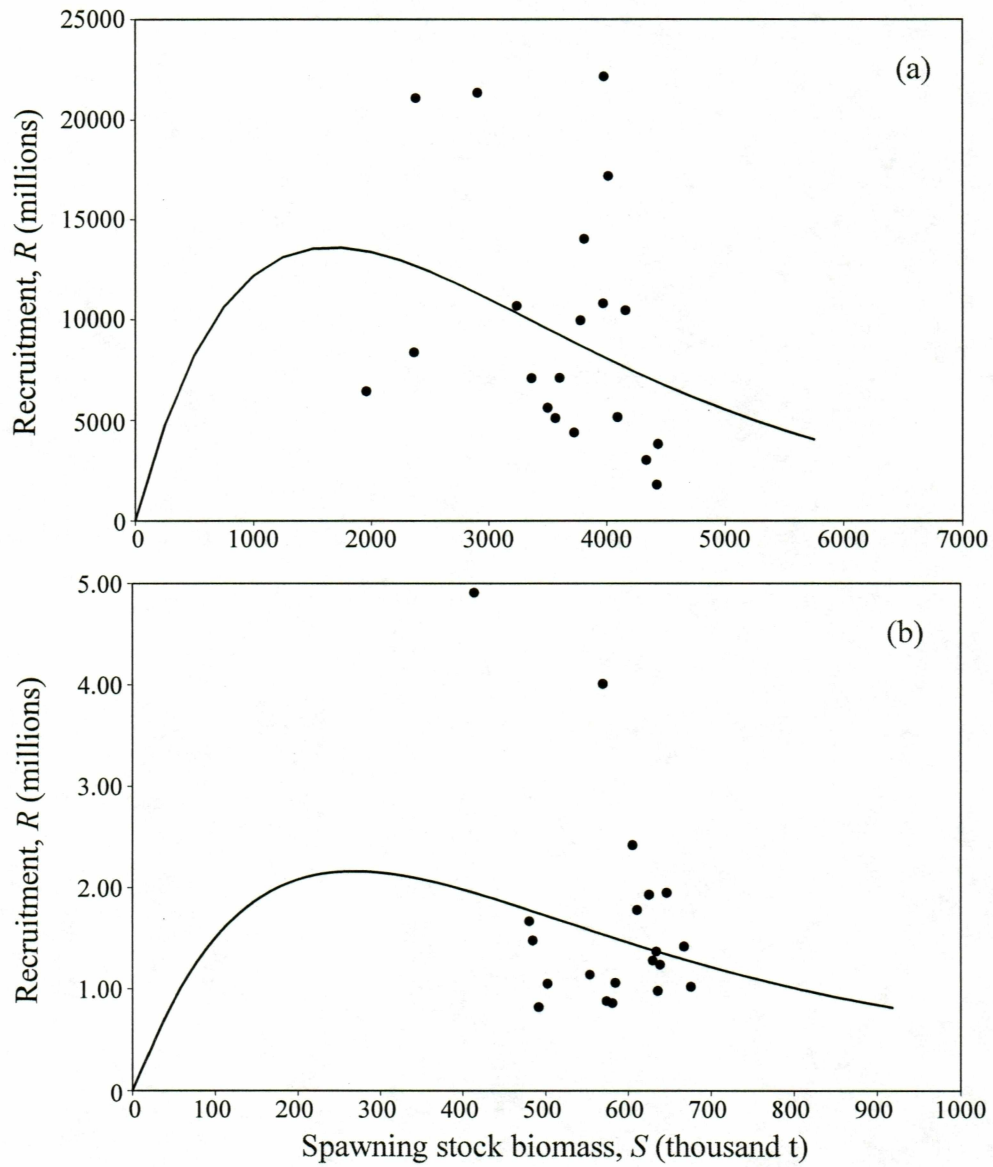 25000
20000
15000
10000
5000
0
Recruitment, R (millions)
(a)
0 1000 2000 3000 4000 5000 6000 7000
5.00
4.00
3.00
2.00
1.00
0
Recruitment, R (millions)
(b)
0 100 200 300 400 500 600 700 800 900 1000
Spawning stock biomass, S (thousand t)